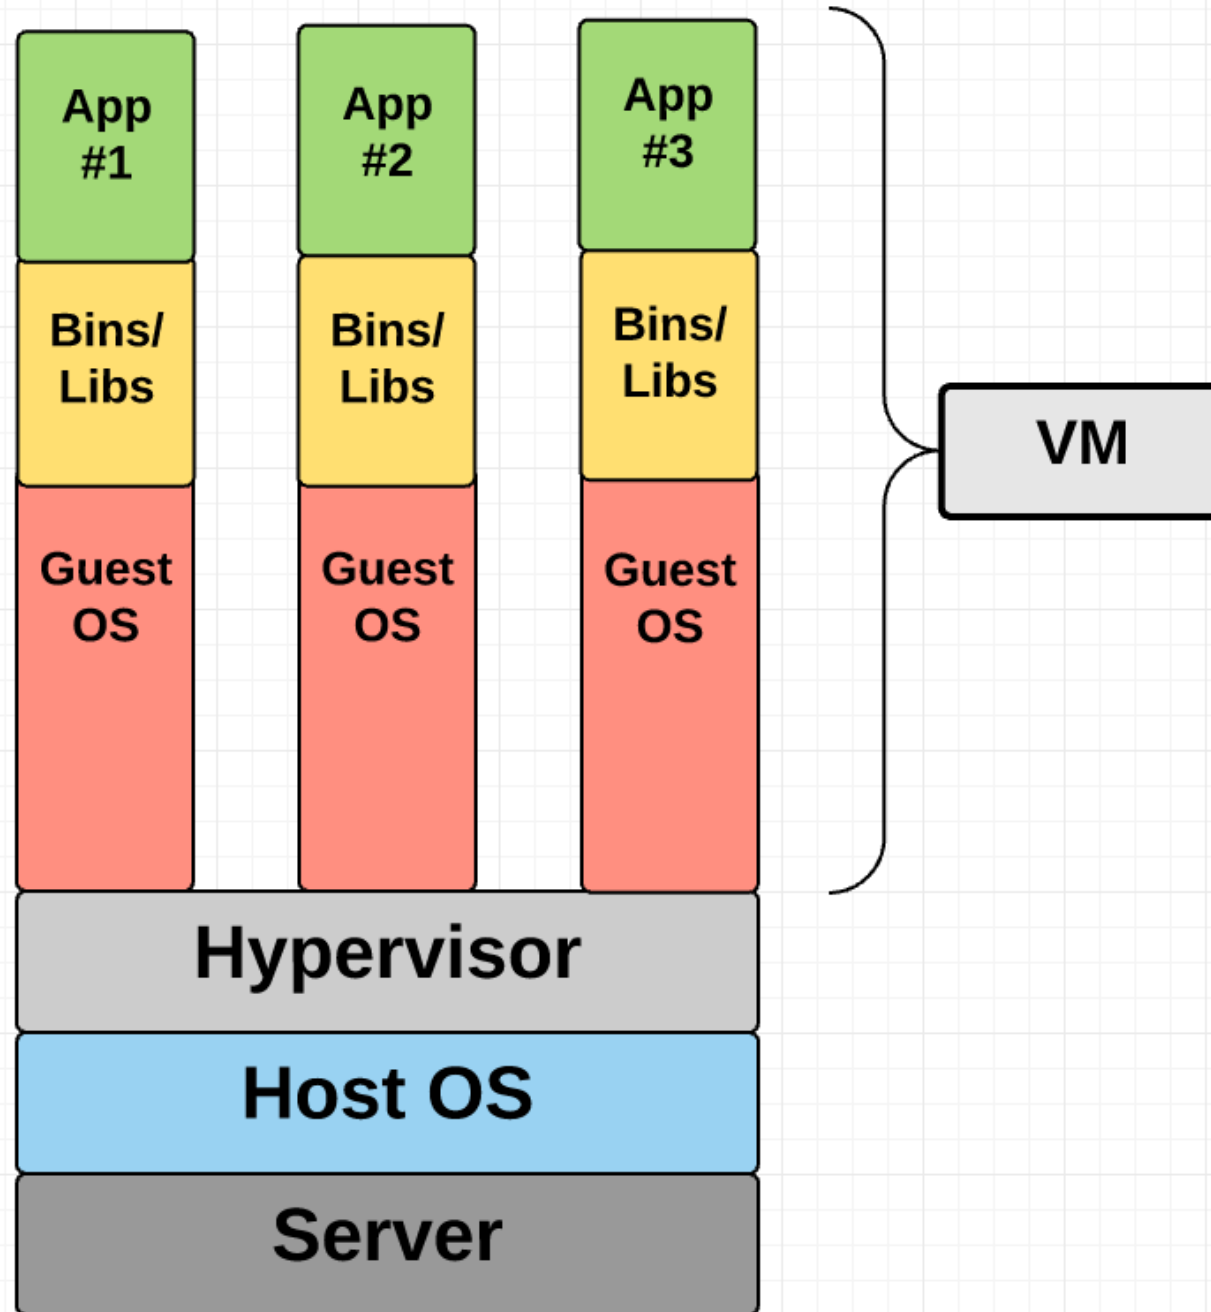 App
#1
App
#2
App
#3
Bins/
Libs
Bins/
Libs
Bins/
Libs
VM
Guest
OS
Guest
OS
Guest
OS
Hypervisor
Host OS
Server